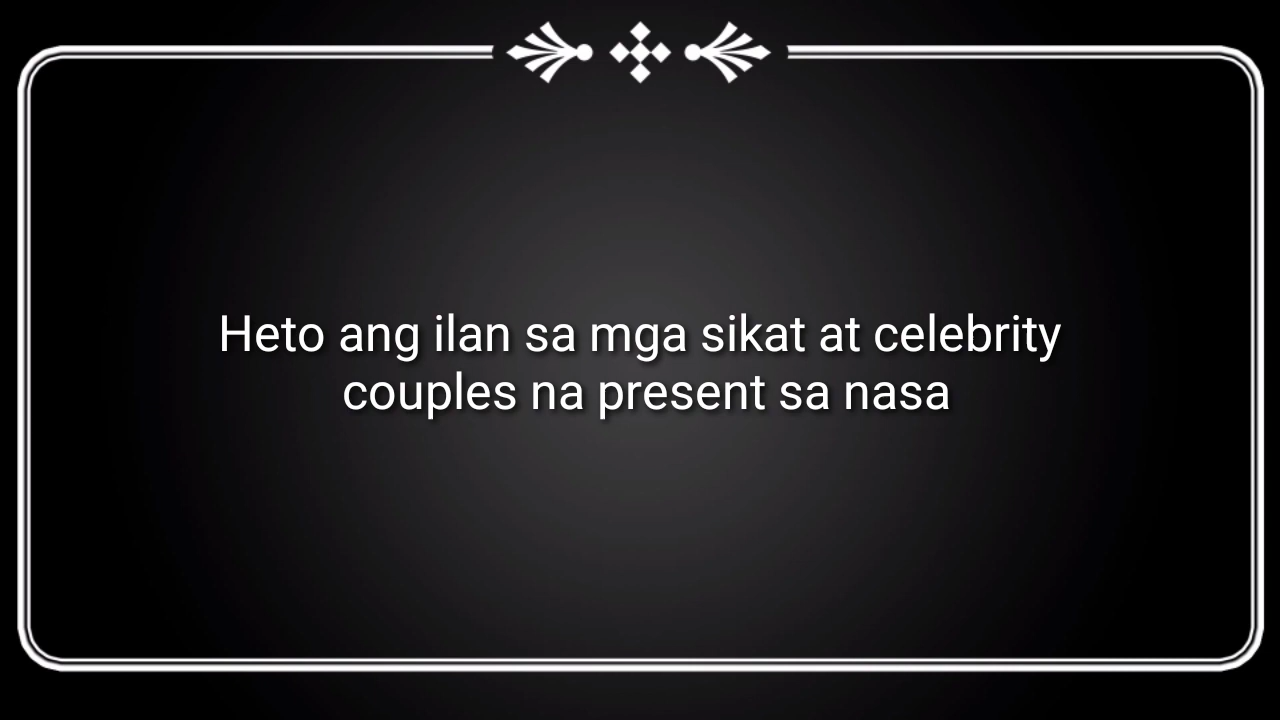 Heto ang ilan sa mga sikat at celebrity
couples na present sa nasa